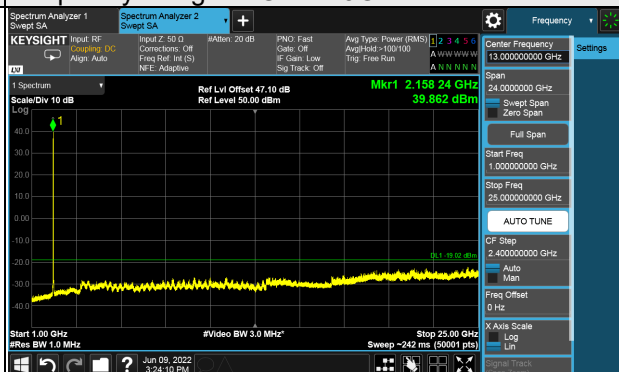 Spectrum Analyzer 1
Swept SA
Spectrum Analyzer 2
Swept SA
Frequency
KEYSIGHT
Input: RF
Coupling: DC
Align: Auto
Input Z: 50 Ω
Corrections: Off
Freq Ref: Int (S)
NFE: Adaptive
#Atten: 20 dB
PNO: Fast
Gate: Off
IF Gain: Low
Sig Track: Off
Avg Type: Power (RMS)
Avg|Hold:>100/100
Trig: Free Run
1 2 3 4 5 6
A W W W W W
A N N N N N
1 Spectrum
Scale/Div 10 dB
Ref Lvl Offset 47.10 dB
Ref Level 50.00 dBm
Mkr1 2.158 24 GHz
39.862 dBm
Log
1
40.0
30.0
20.0
10.0
0.00
-10.0
-20.0
-30.0
-40.0
DL1 -19.02 dBm
Start 1.00 GHz
#Res BW 1.0 MHz
#Video BW 3.0 MHz*
Stop 25.00 GHz
Sweep ~242 ms (50001 pts)
Jun 09, 2022
3:24:10 PM
Center Frequency
13.000000000 GHz
Settings
Span
24.0000000 GHz
Swept Span
Zero Span
Full Span
Start Freq
1.000000000 GHz
Stop Freq
25.000000000 GHz
AUTO TUNE
CF Step
2.400000000 GHz
Auto
Man
Freq Offset
0 Hz
X Axis Scale
Log
Lin
Signal Track